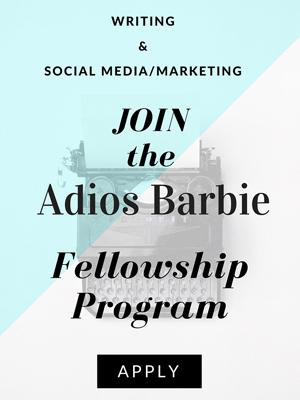 WRITING
&
SOCIAL MEDIA/MARKETING
JOIN
the
Adios Barbie
Fellowship
Program
APPLY